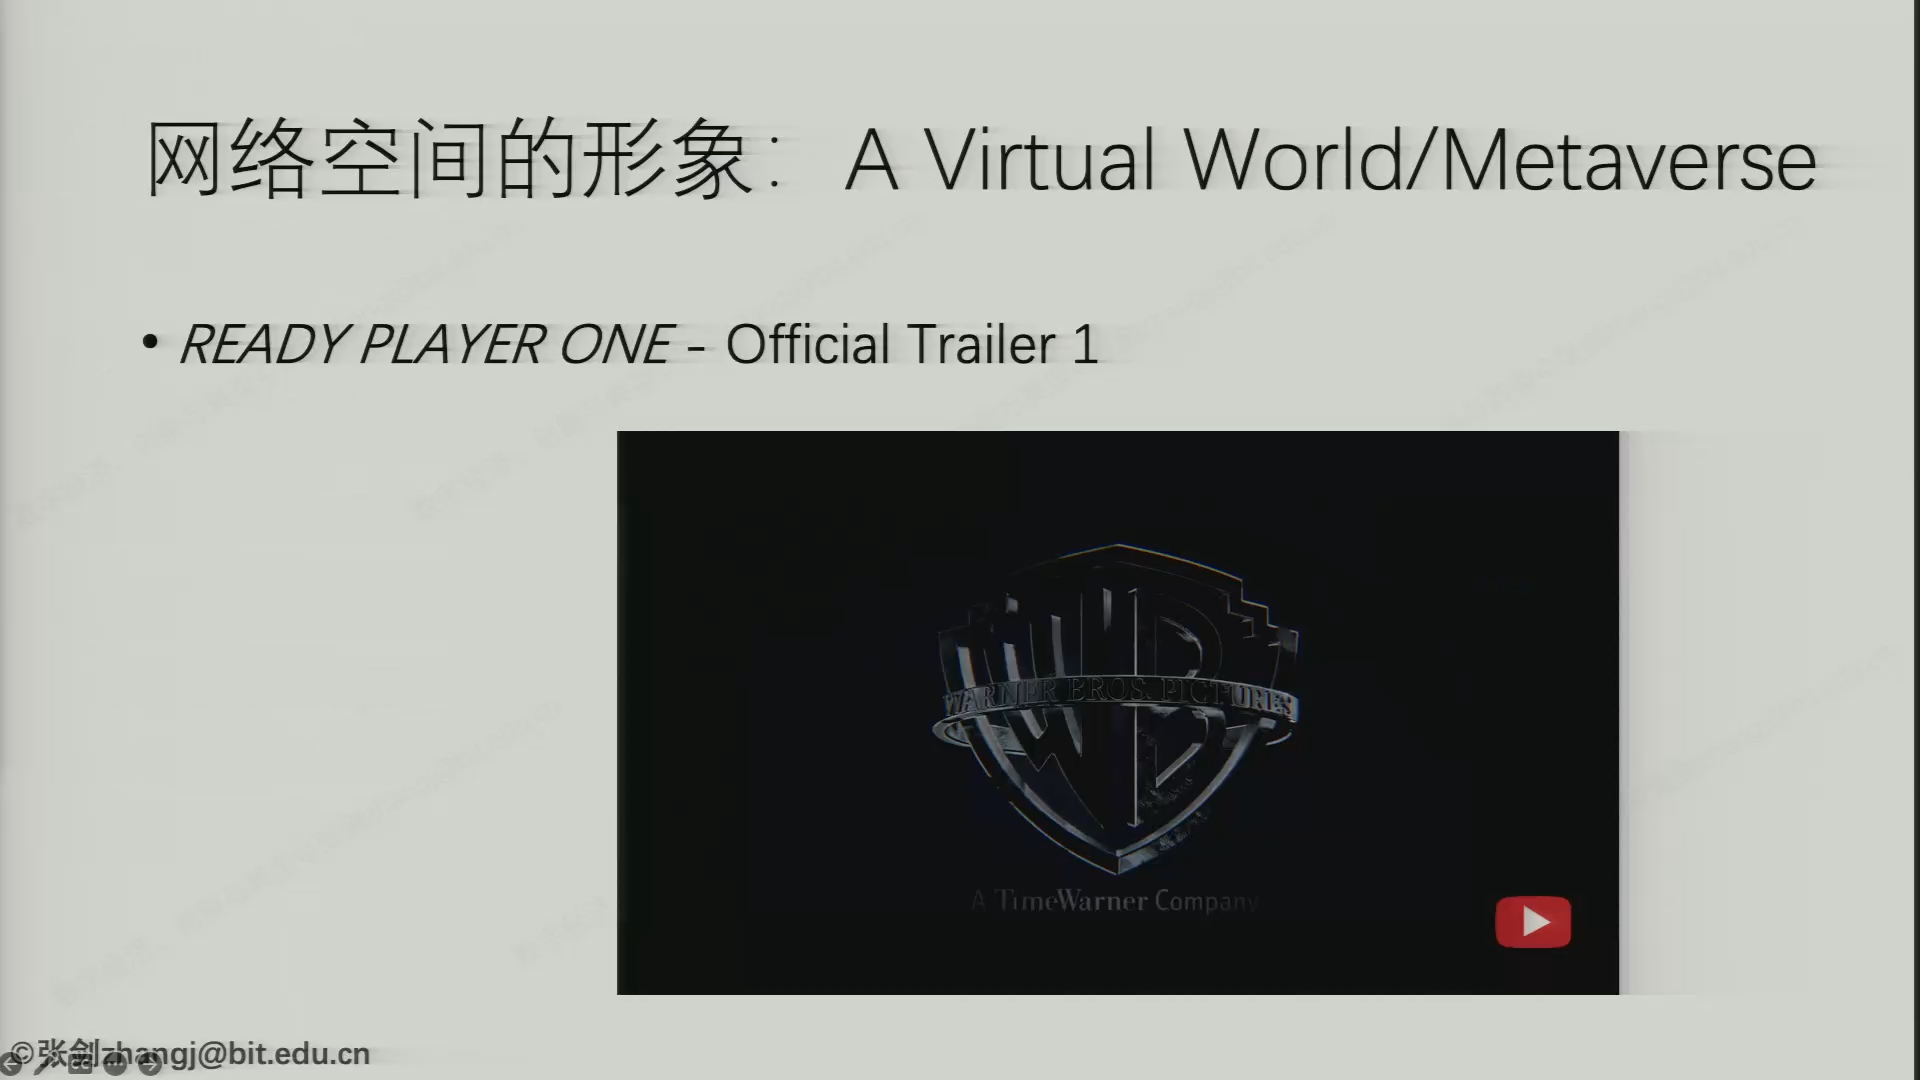 网络空间的形象： A Virtual World/Metaverse
• READY PLAYER ONE - Official Trailer 1
WARNER BROS. PICTURES
A TimeWarner Company
©张剑zhangj@bit.edu.cn